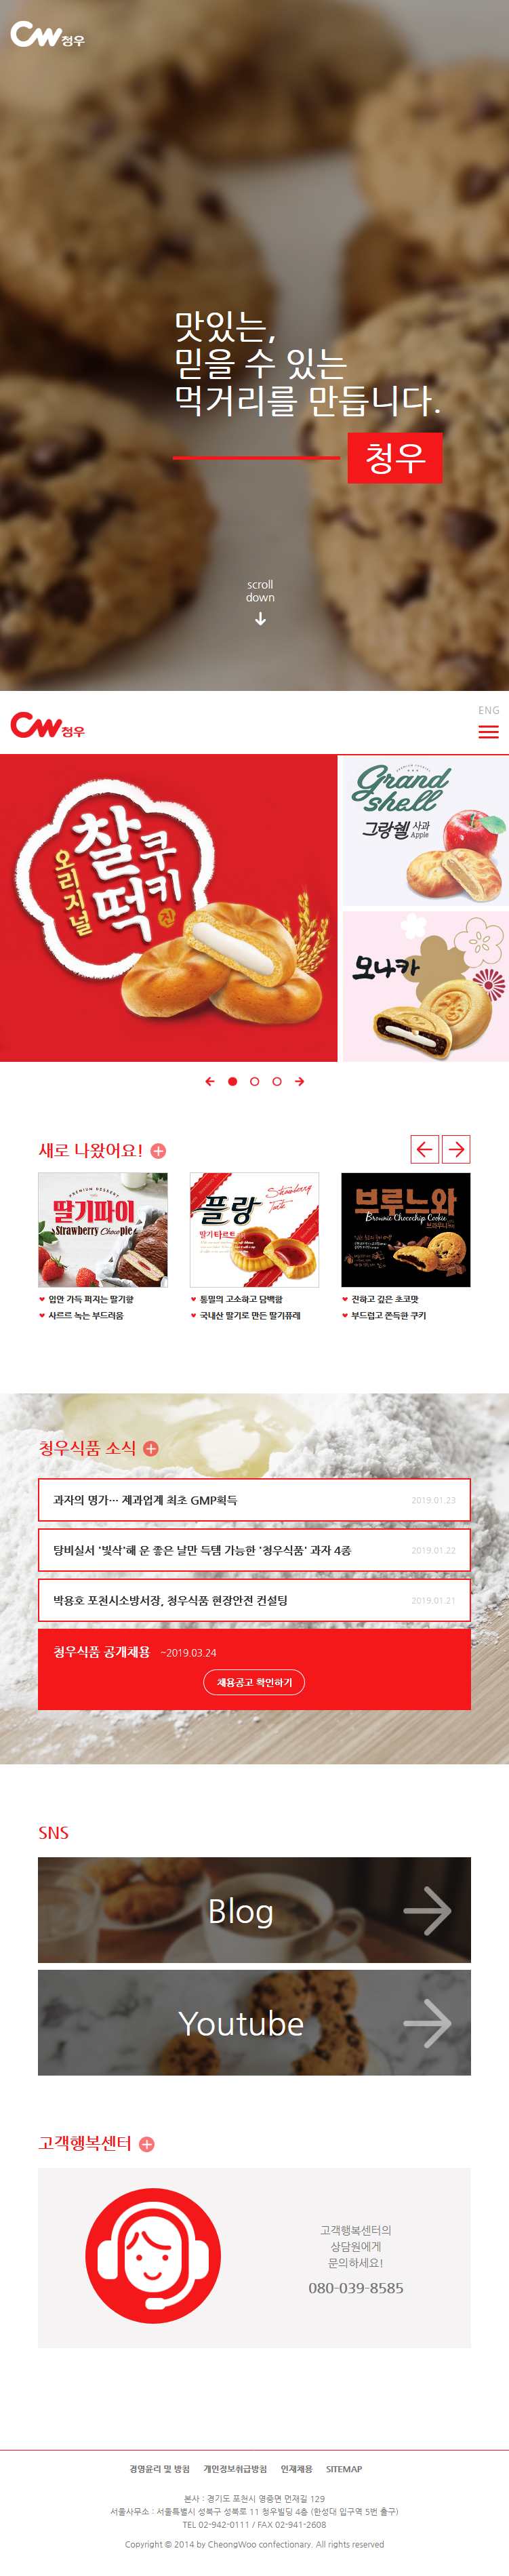 CW청우
맛있는,
믿을 수 있는
먹거리를 만듭니다.
청우
scroll
down
ENG
CW청우
오리지널
찰떡쿠키
진
PREMIUM COOKIES
Grand
shell
그랑쉘 사과
Apple
모나카
새로 나왔어요!
PREMIUM DESSERT
딸기파이
Strawberry Choco pie
입안 가득 퍼지는 딸기향
사르르 녹는 부드러움
플랑
Strawberry
Tarte
딸기타르트
통밀의 고소하고 담백함
국내산 딸기로 만든 딸기퓨레
브루느와
Brownie Chocochip Cookie
진하고 깊은 초코맛
부드럽고 쫀득한 쿠키
청우식품 소식
과자의 명가… 제과업계 최초 GMP획득 2019.01.23
탕비실서 '빛삭'해 운 좋은 날만 득템 가능한 '청우식품' 과자 4종 2019.01.22
박용호 포천시소방서장, 청우식품 현장안전 컨설팅 2019.01.21
청우식품 공개채용 ~2019.03.24
채용공고 확인하기
SNS
Blog
Youtube
고객행복센터
고객행복센터의
상담원에게
문의하세요!
080-039-8585
경영윤리 및 방침 개인정보취급방침 인재채용 SITEMAP
본사 : 경기도 포천시 영중면 먼재길 129
서울사무소 : 서울특별시 성북구 성북로 11 청우빌딩 4층 (한성대 입구역 5번 출구)
TEL 02-942-0111 / FAX 02-941-2608
Copyright © 2014 by CheongWoo confectionary. All rights reserved